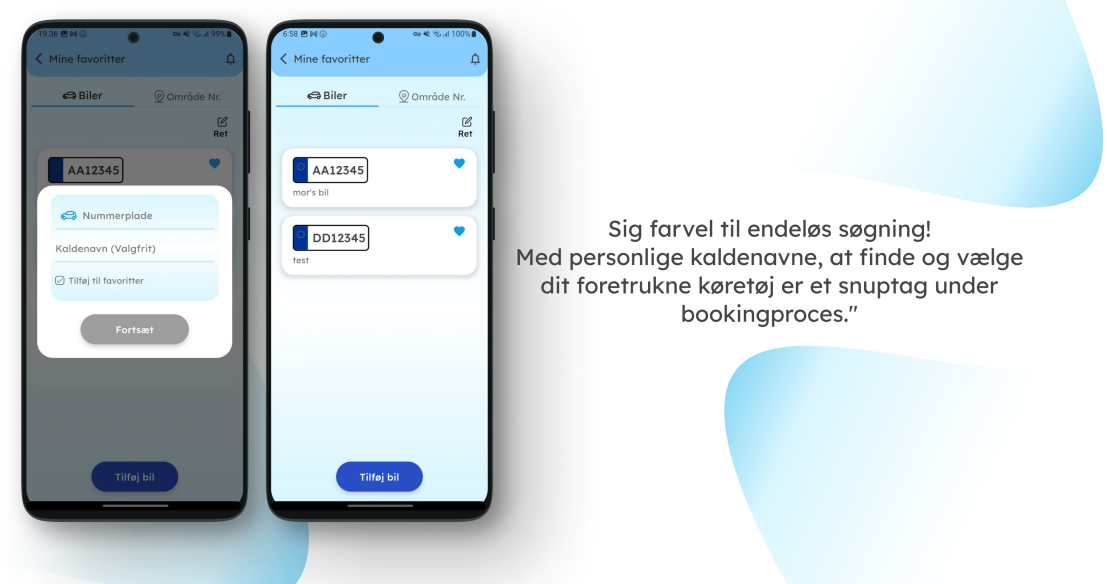 19.36
99%
Mine favoritter
Biler
Område Nr.
Ret
AA12345
Nummerplade
Kaldenavn (Valgfrit)
Tilføj til favoritter
Fortsæt
Tilføj bil
6:58
100%
Mine favoritter
Biler
Område Nr.
Ret
AA12345
mor's bil
DD12345
test
Tilføj bil
Sig farvel til endeløs søgning!
Med personlige kaldenavne, at finde og vælge
dit foretrukne køretøj er et snuptag under
bookingproces."